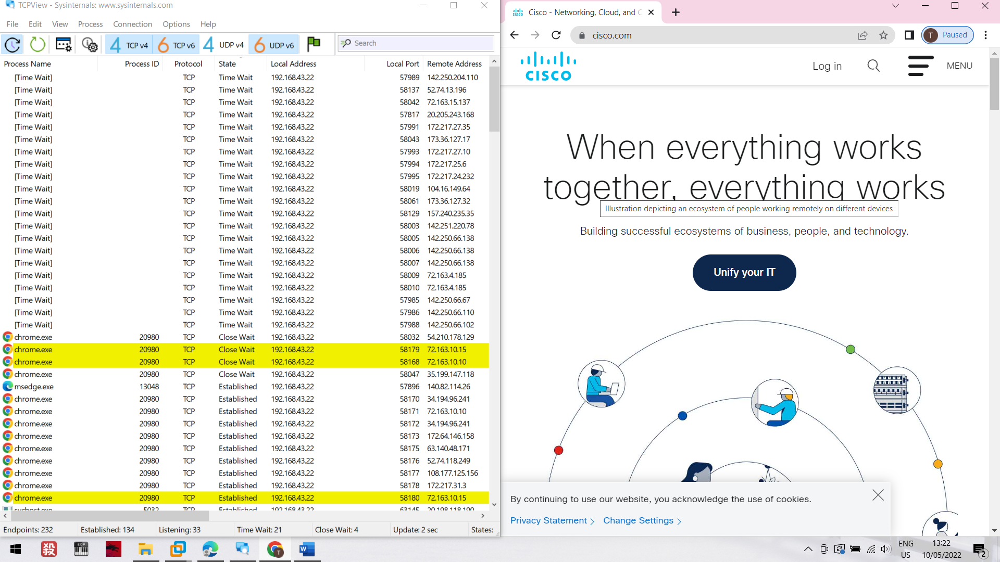 TCPView - Sysinternals: www.sysinternals.com
File Edit View Process Connection Options Help
4 TCP v4 6 TCP v6 4 UDP v4 6 UDP v6 Search
Process Name Process ID Protocol State Local Address Local Port Remote Address
[Time Wait] TCP Time Wait 192.168.43.22 57989 142.250.204.110
[Time Wait] TCP Time Wait 192.168.43.22 58137 52.74.13.196
[Time Wait] TCP Time Wait 192.168.43.22 58042 72.163.15.137
[Time Wait] TCP Time Wait 192.168.43.22 57817 20.205.243.168
[Time Wait] TCP Time Wait 192.168.43.22 57991 172.217.27.35
[Time Wait] TCP Time Wait 192.168.43.22 58043 173.36.127.17
[Time Wait] TCP Time Wait 192.168.43.22 57993 172.217.27.10
[Time Wait] TCP Time Wait 192.168.43.22 57994 172.217.25.6
[Time Wait] TCP Time Wait 192.168.43.22 57995 172.217.24.232
[Time Wait] TCP Time Wait 192.168.43.22 58019 104.16.149.64
[Time Wait] TCP Time Wait 192.168.43.22 58061 173.36.127.32
[Time Wait] TCP Time Wait 192.168.43.22 58129 157.240.235.35
[Time Wait] TCP Time Wait 192.168.43.22 58003 142.251.220.78
[Time Wait] TCP Time Wait 192.168.43.22 58005 142.250.66.138
[Time Wait] TCP Time Wait 192.168.43.22 58006 142.250.66.138
[Time Wait] TCP Time Wait 192.168.43.22 58007 142.250.66.138
[Time Wait] TCP Time Wait 192.168.43.22 58009 72.163.4.185
[Time Wait] TCP Time Wait 192.168.43.22 58010 72.163.4.185
[Time Wait] TCP Time Wait 192.168.43.22 57985 142.250.66.67
[Time Wait] TCP Time Wait 192.168.43.22 57986 142.250.66.110
[Time Wait] TCP Time Wait 192.168.43.22 57988 142.250.66.102
chrome.exe 20980 TCP Close Wait 192.168.43.22 58032 54.210.178.129
chrome.exe 20980 TCP Close Wait 192.168.43.22 58179 72.163.10.15
chrome.exe 20980 TCP Close Wait 192.168.43.22 58168 72.163.10.10
chrome.exe 20980 TCP Close Wait 192.168.43.22 58047 35.199.147.118
msedge.exe 13048 TCP Established 192.168.43.22 57896 140.82.114.26
chrome.exe 20980 TCP Established 192.168.43.22 58170 34.194.96.241
chrome.exe 20980 TCP Established 192.168.43.22 58171 72.163.10.10
chrome.exe 20980 TCP Established 192.168.43.22 58172 34.194.96.241
chrome.exe 20980 TCP Established 192.168.43.22 58173 172.64.146.158
chrome.exe 20980 TCP Established 192.168.43.22 58175 63.140.48.171
chrome.exe 20980 TCP Established 192.168.43.22 58176 52.74.118.249
chrome.exe 20980 TCP Established 192.168.43.22 58177 108.177.125.156
chrome.exe 20980 TCP Established 192.168.43.22 58178 172.217.31.3
chrome.exe 20980 TCP Established 192.168.43.22 58180 72.163.10.15
svchost.exe 5032 TCP Established 192.168.43.22 63145 20.198.118.190
Endpoints: 232 Established: 134 Listening: 33 Time Wait: 21 Close Wait: 4 Update: 2 sec States:
Cisco - Networking, Cloud, and C
cisco.com
T Paused
CISCO
Log in MENU
When everything works
together, everything works
Illustration depicting an ecosystem of people working remotely on different devices
Building successful ecosystems of business, people, and technology.
Unify your IT
By continuing to use our website, you acknowledge the use of cookies.
Privacy Statement > Change Settings >
殺 EOP T W
ENG
US
13:22
10/05/2022
2